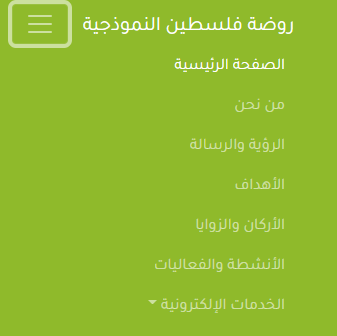 روضة فلسطين النموذجية
الصفحة الرئيسية
من نحن
الرؤية والرسالة
الأهداف
الأركان والزوايا
الأنشطة والفعاليات
الخدمات الإلكترونية